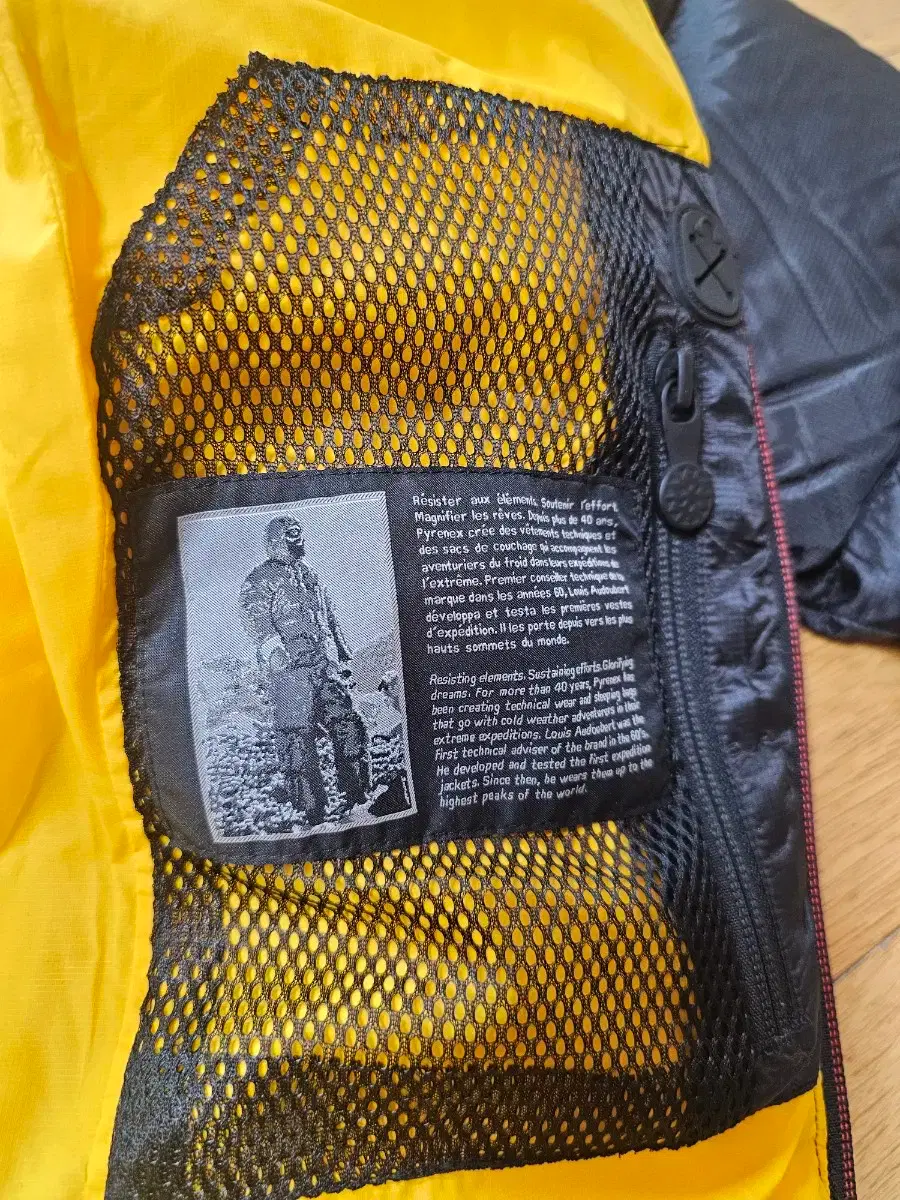 Résister aux éléments. Soutenir l'effort.
Magnifier les rêves. Depuis plus de 40 ans,
Pyrenex crée des vêtements techniques et
des sacs de couchage qui accompagnent les
aventuriers du froid dans leurs expéditions de
l'extrême. Premier conseiller technique de la
marque dans les années 60, Louis Audoubert
développa et testa les premières vestes
d'expédition. Il les porte depuis vers les plus
hauts sommets du monde.
Resisting elements. Sustaining efforts. Glorifying
dreams. For more than 40 years, Pyrenex has
been creating technical wear and sleeping bags
that go with cold weather adventurers in their
extreme expeditions. Louis Audoubert was the
First technical adviser of the brand in the 60's.
He developed and tested the first expedition
jackets. Since then, he wears them up to the
highest peaks of the world.